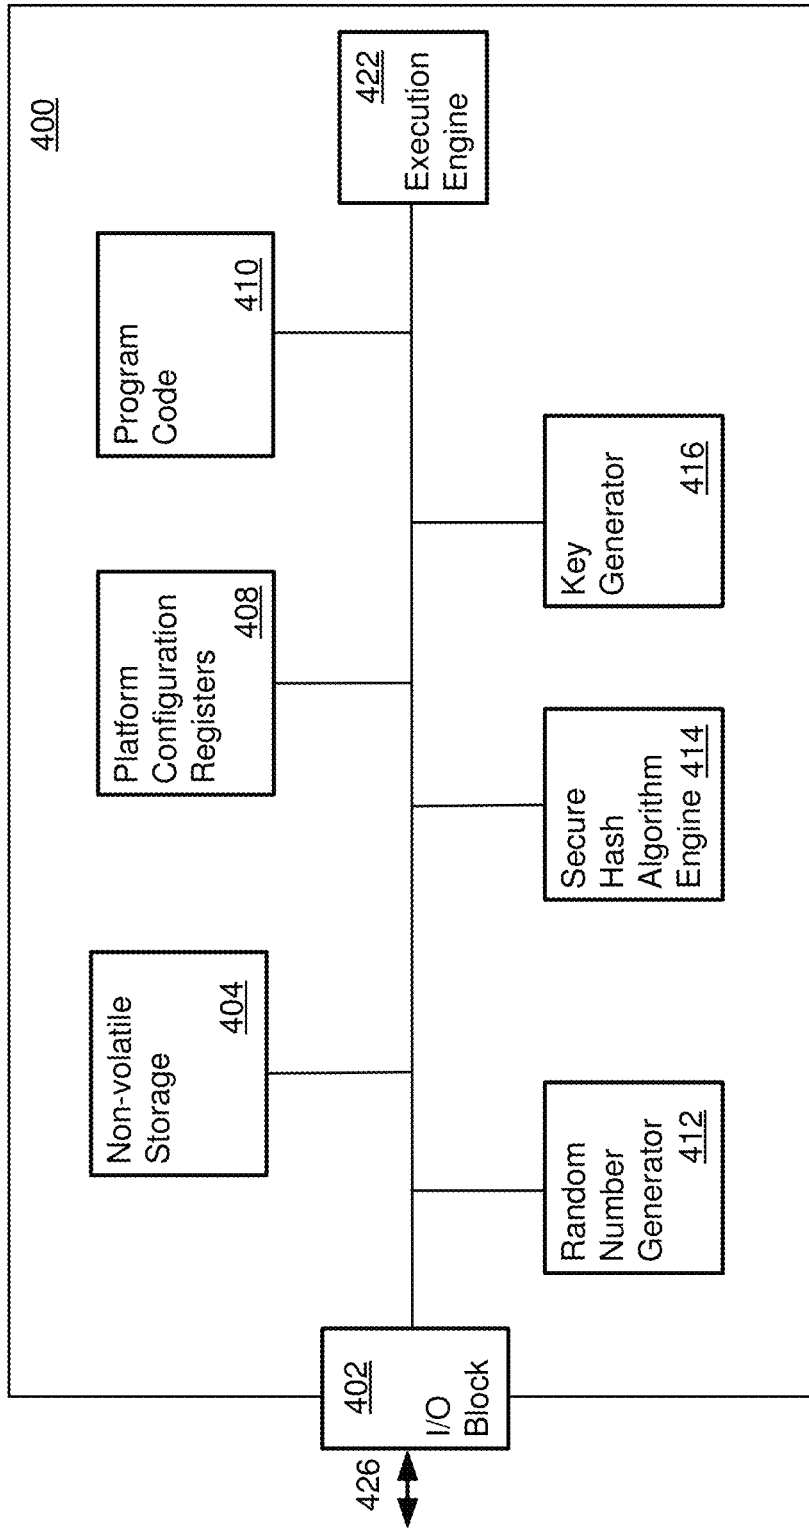 400
Non-volatile
Storage
404
Platform
Configuration
Registers
408
Program
Code
410
426
402
I/O
Block
422
Execution
Engine
Random
Number
Generator
412
Secure
Hash
Algorithm
Engine 414
Key
Generator
416